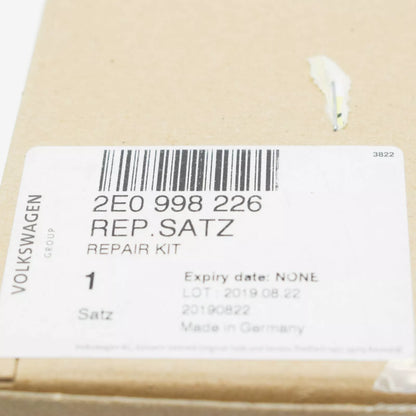 3822
VOLKSWAGEN
GROUP
2E0 998 226
REP.SATZ
REPAIR KIT
1
Satz
Expiry date: NONE
LOT : 2019.08.22
20190822
Made in Germany